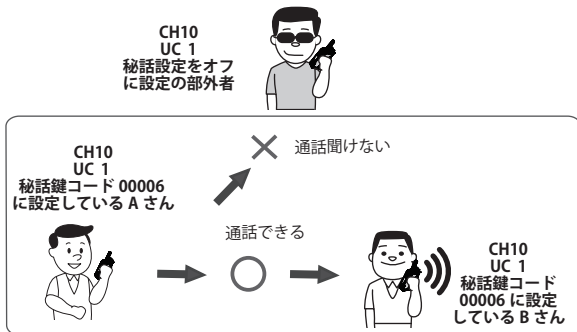 CH10
UC 1
秘話設定をオフ
に設定の部外者
通話聞けない
CH10
UC 1
秘話鍵コード 00006
に設定している A さん
通話できる
CH10
UC 1
秘話鍵コード
00006 に設定
している B さん